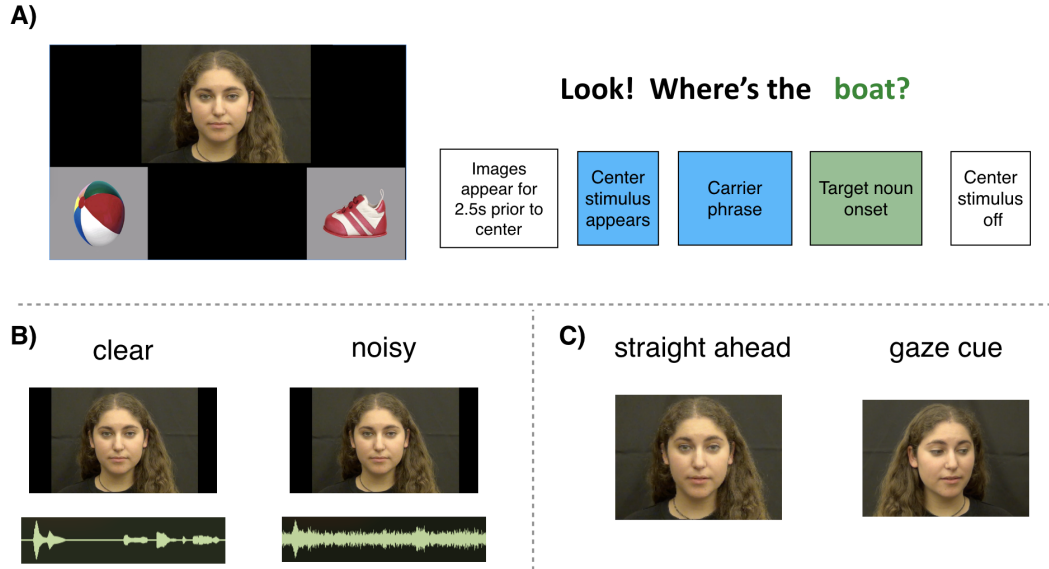 A)
Look! Where's the boat?
Images
appear for
2.5s prior to
center
Center
stimulus
appears
Carrier
phrase
Target noun
onset
Center
stimulus
off
B)
clear
noisy
C)
straight ahead
gaze cue